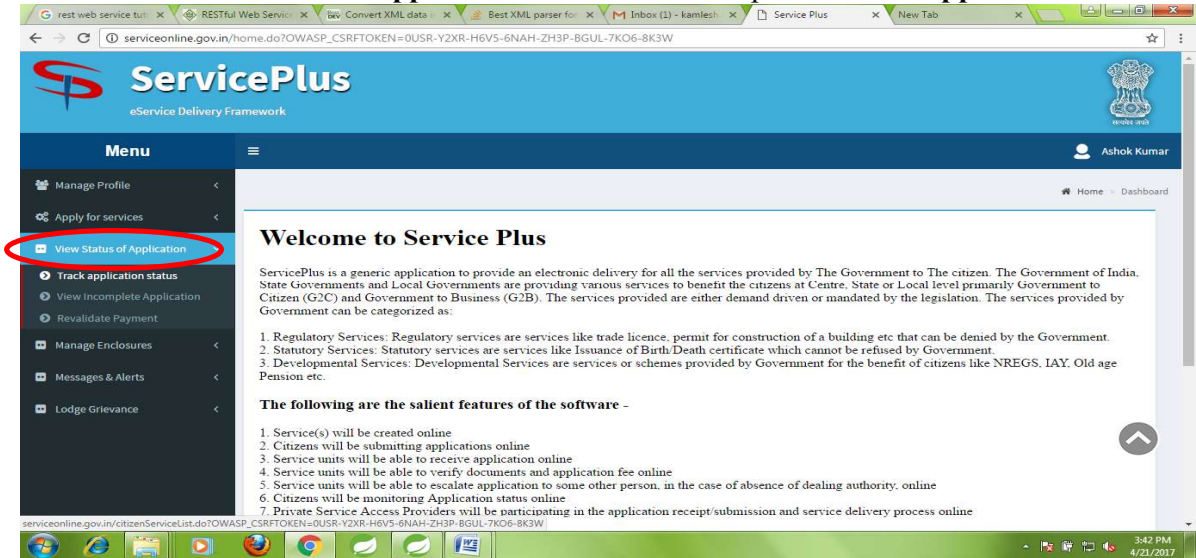 rest web service tut
RESTful Web Service
Convert XML data
Best XML parser for
Inbox (1) - kamlesh
Service Plus
New Tab
serviceonline.gov.in/home.do?OWASP_CSRFTOKEN=0USR-Y2XR-H6V5-6NAH-ZH3P-BGUL-7KO6-8K3W
ServicePlus
eService Delivery Framework
सत्यमेव जयते
Menu
Ashok Kumar
Manage Profile
Home > Dashboard
Apply for services
View Status of Application
Track application status
View Incomplete Application
Revalidate Payment
Manage Enclosures
Messages & Alerts
Lodge Grievance
Welcome to Service Plus
ServicePlus is a generic application to provide an electronic delivery for all the services provided by The Government to The citizen. The Government of India,
State Governments and Local Governments are providing various services to benefit the citizens at Centre, State or Local level primarily Government to
Citizen (G2C) and Government to Business (G2B). The services provided are either demand driven or mandated by the legislation. The services provided by
Government can be categorized as:
1. Regulatory Services: Regulatory services are services like trade licence, permit for construction of a building etc that can be denied by the Government.
2. Statutory Services: Statutory services are services like Issuance of Birth/Death certificate which cannot be refused by Government.
3. Developmental Services: Developmental Services are services or schemes provided by Government for the benefit of citizens like NREGS, IAY, Old age
Pension etc.
The following are the salient features of the software -
1. Service(s) will be created online
2. Citizens will be submitting applications online
3. Service units will be able to receive application online
4. Service units will be able to verify documents and application fee online
5. Service units will be able to escalate application to some other person, in the case of absence of dealing authority, online
6. Citizens will be monitoring Application status online
7. Private Service Access Providers will be participating in the application receipt/submission and service delivery process online
serviceonline.gov.in/citizenServiceList.do?OWASP_CSRFTOKEN=0USR-Y2XR-H6V5-6NAH-ZH3P-BGUL-7KO6-8K3W
3:42 PM
4/21/2017